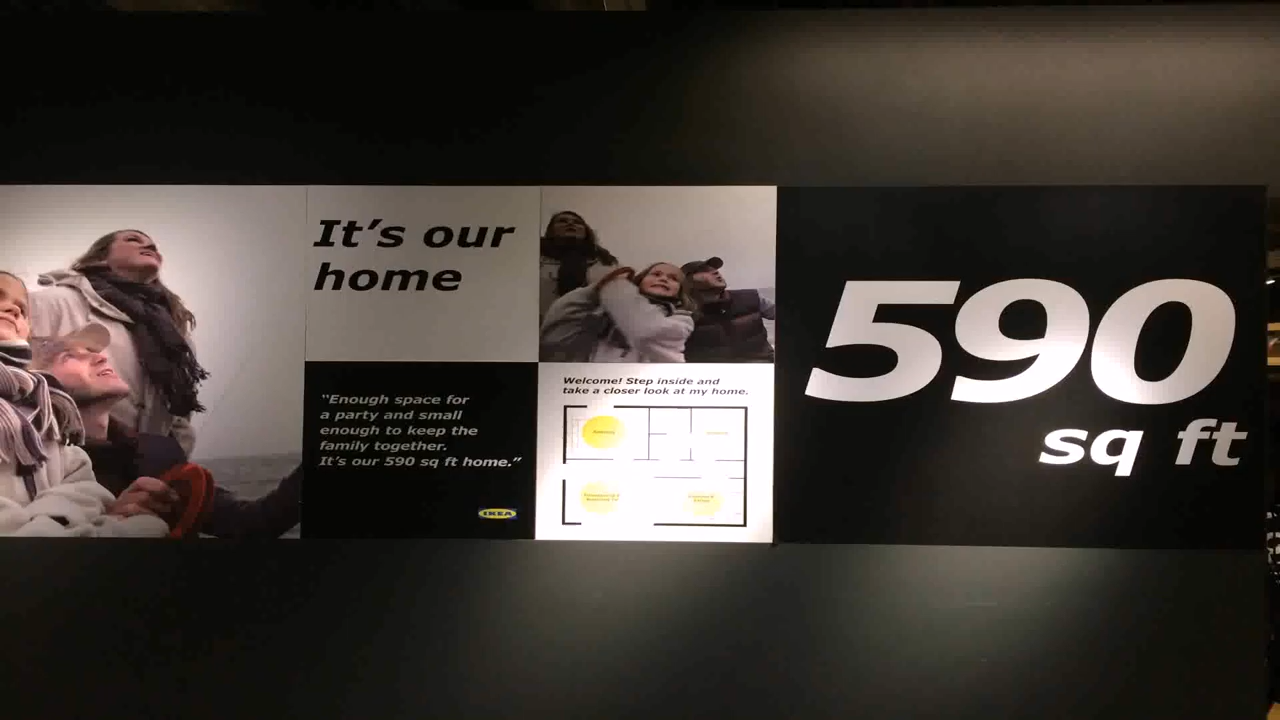 It's our
home
"Enough space for
a party and small
enough to keep the
family together.
It's our 590 sq ft home."
IKEA
Welcome! Step inside and
take a closer look at my home.
590
sq ft